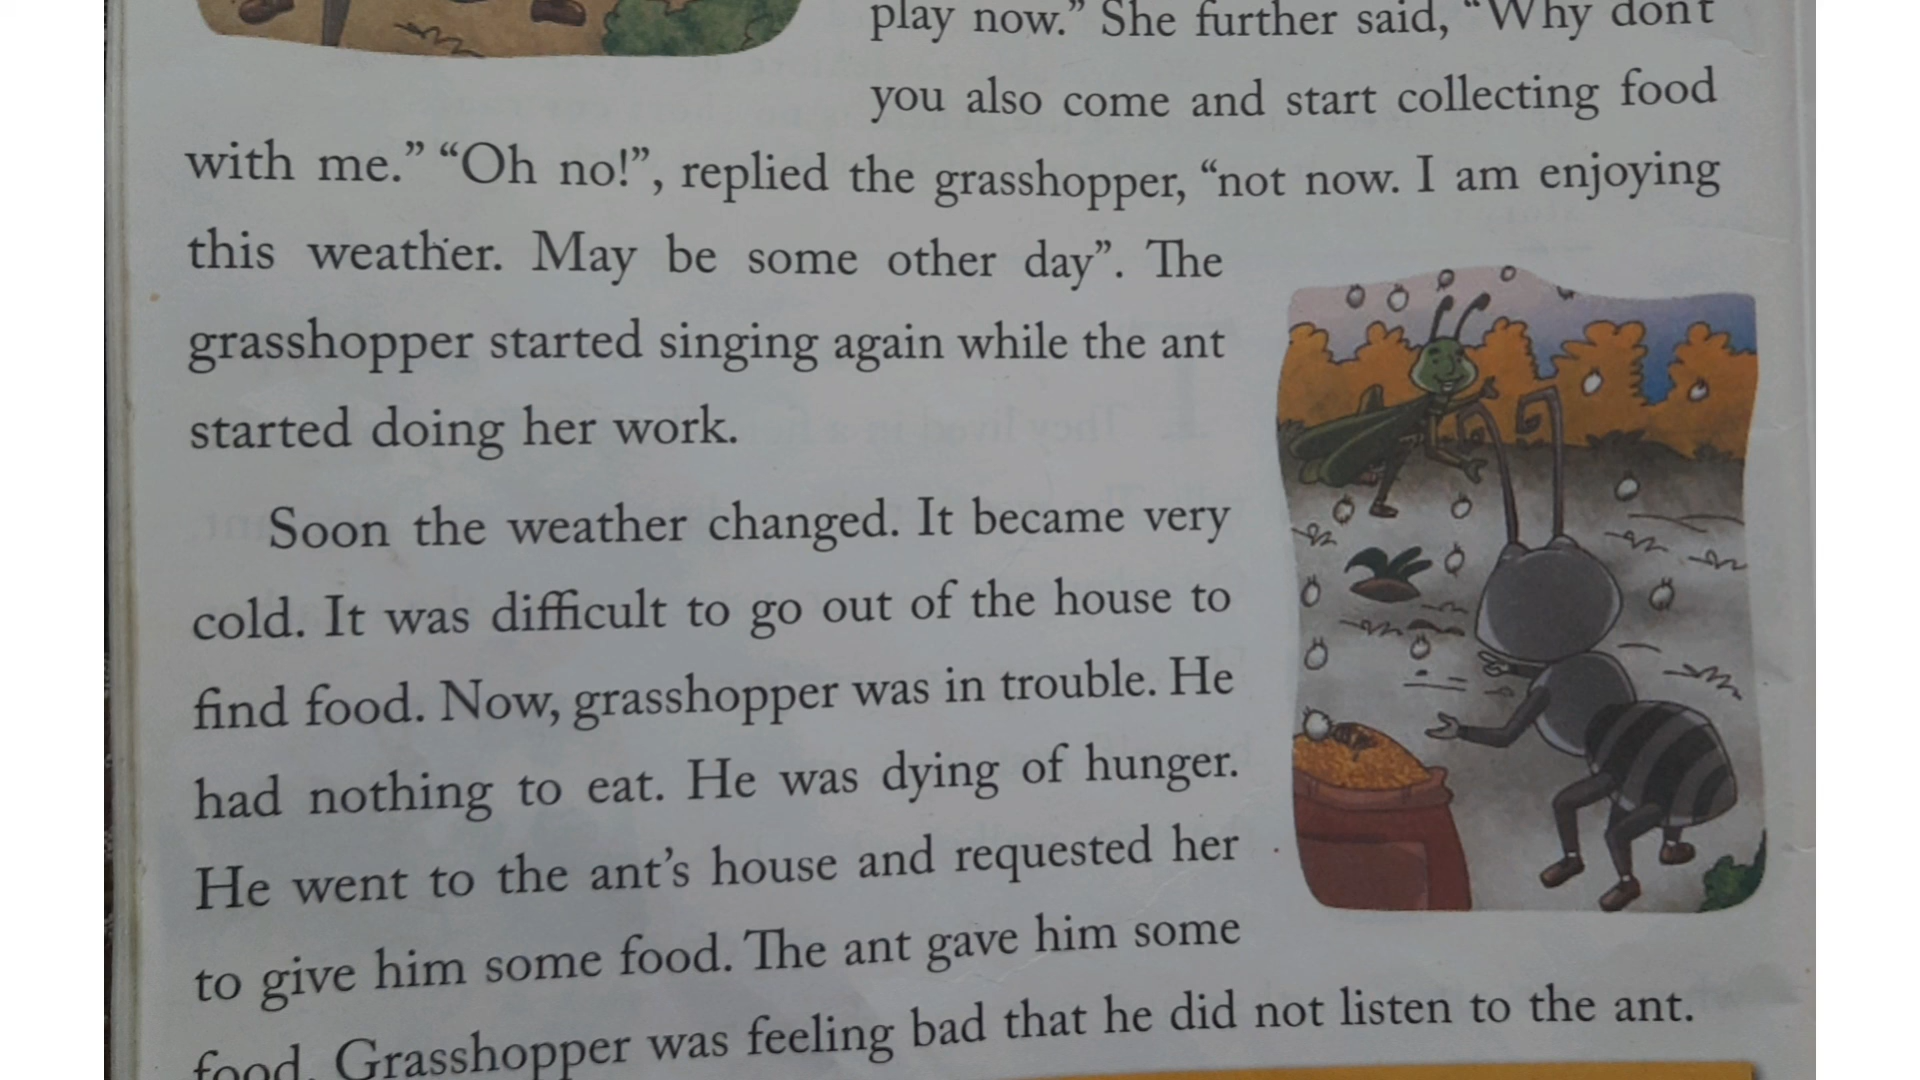 play now.” She further said, “Why don't
you also come and start collecting food
with me.” “Oh no!”, replied the grasshopper, “not now. I am enjoying
this weather. May be some other day”. The
grasshopper started singing again while the ant
started doing her work.
Soon the weather changed. It became very
cold. It was difficult to go out of the house to
find food. Now, grasshopper was in trouble. He
had nothing to eat. He was dying of hunger.
He went to the ant’s house and requested her
to give him some food. The ant gave him some
food. Grasshopper was feeling bad that he did not listen to the ant.